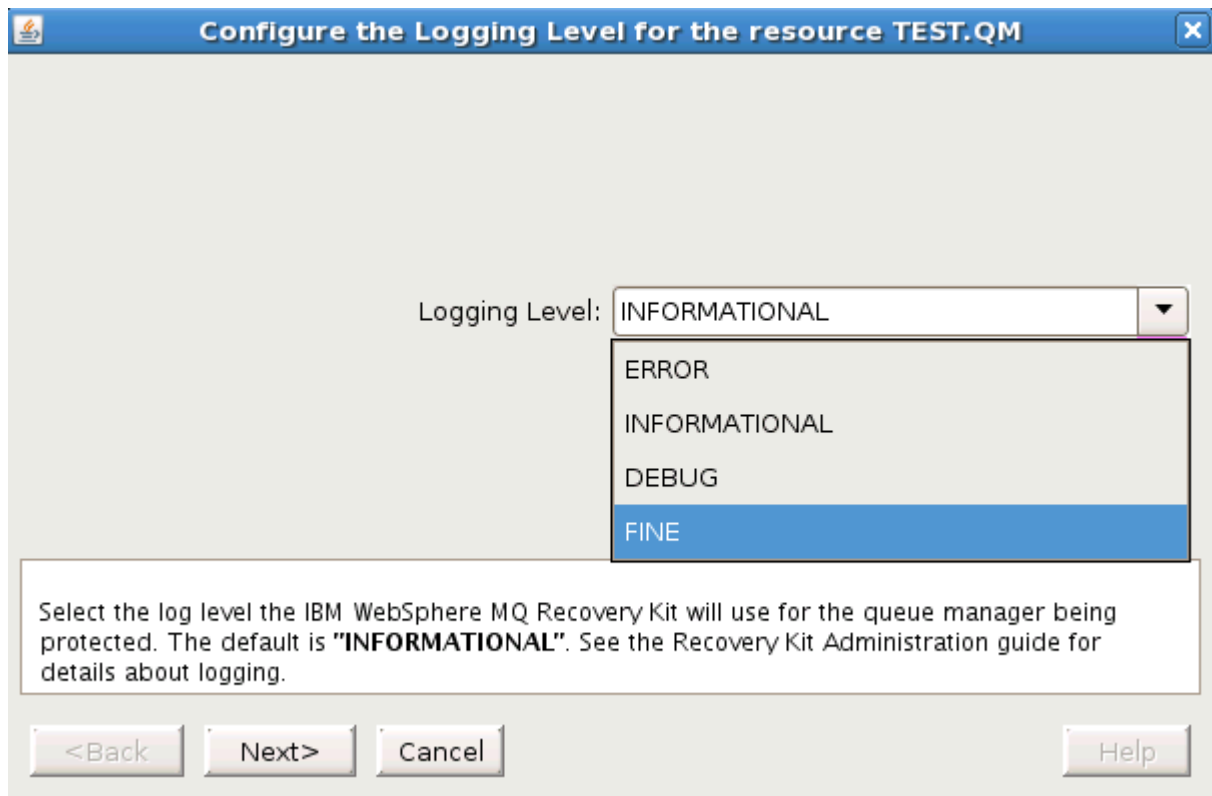 Configure the Logging Level for the resource TEST.QM
Logging Level: INFORMATIONAL
ERROR
INFORMATIONAL
DEBUG
FINE
Select the log level the IBM WebSphere MQ Recovery Kit will use for the queue manager being
protected. The default is "INFORMATIONAL". See the Recovery Kit Administration guide for
details about logging.
<Back Next> Cancel Help